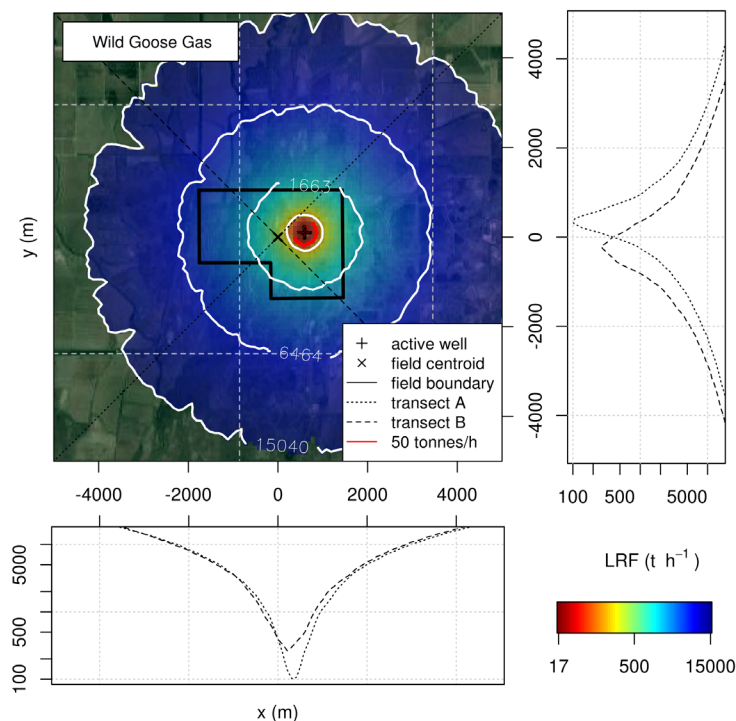 Wild Goose Gas
1663
6464
15040
active well
field centroid
field boundary
transect A
transect B
50 tonnes/h
y (m)
-4000 -2000 0 2000 4000
4000
2000
0
-2000
-4000
100 500 5000
5000
500
100
x (m)
LRF (t h⁻¹)
17 500 15000